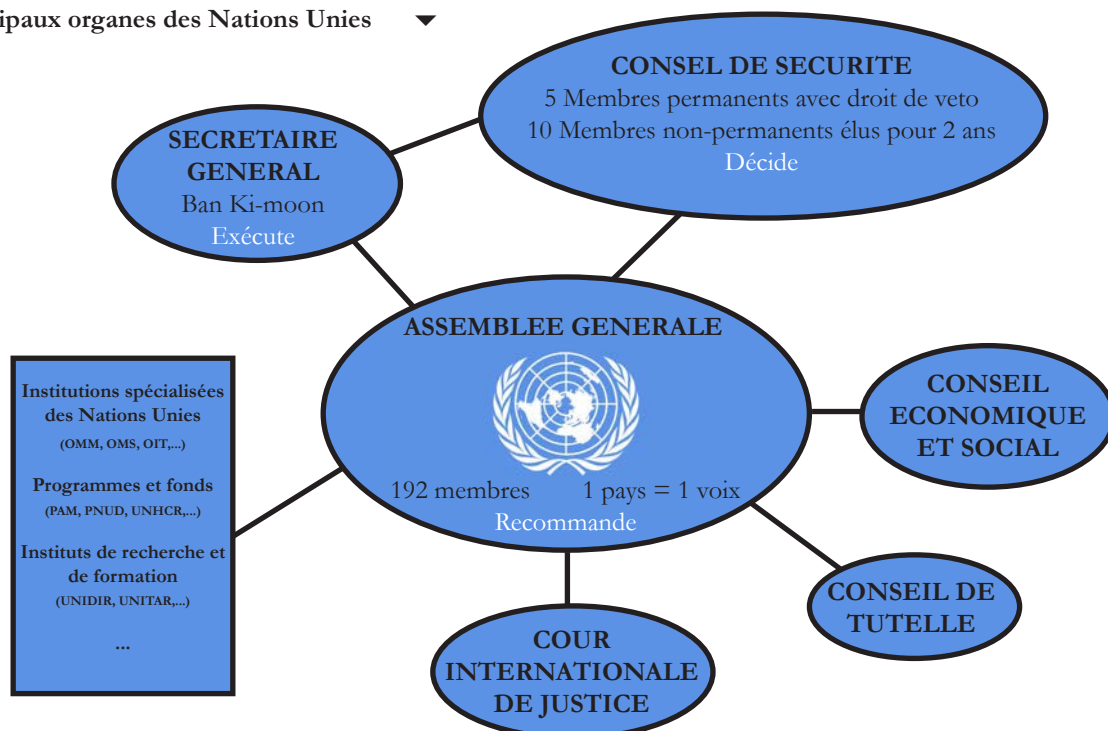 ipaux organes des Nations Unies
CONSEL DE SECURITE
5 Membres permanents avec droit de veto
10 Membres non-permanents élus pour 2 ans
Décide
SECRETAIRE
GENERAL
Ban Ki-moon
Exécute
ASSEMBLEE GENERALE
192 membres 1 pays = 1 voix
Recommande
Institutions spécialisées
des Nations Unies
(OMM, OMS, OIT,...)
Programmes et fonds
(PAM, PNUD, UNHCR,...)
Instituts de recherche et
de formation
(UNIDIR, UNITAR,...)
...
CONSEIL
ECONOMIQUE
ET SOCIAL
CONSEIL DE
TUTELLE
COUR
INTERNATIONALE
DE JUSTICE